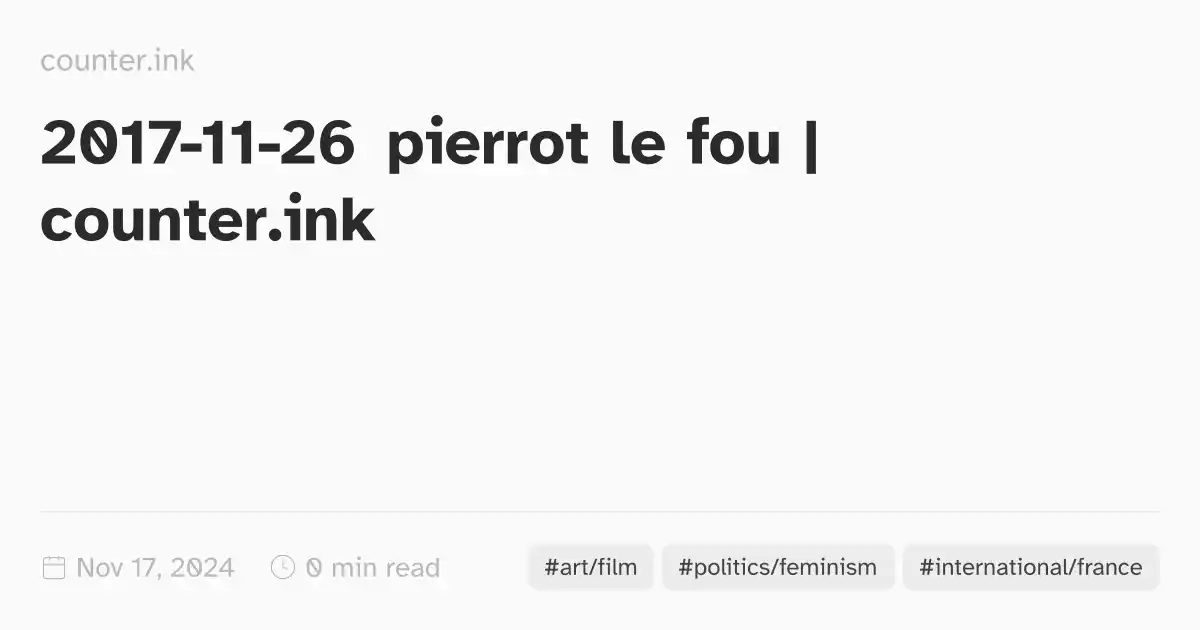 counter.ink
2017-11-26 pierrot le fou |
counter.ink
Nov 17, 2024 0 min read #art/film #politics/feminism #international/france